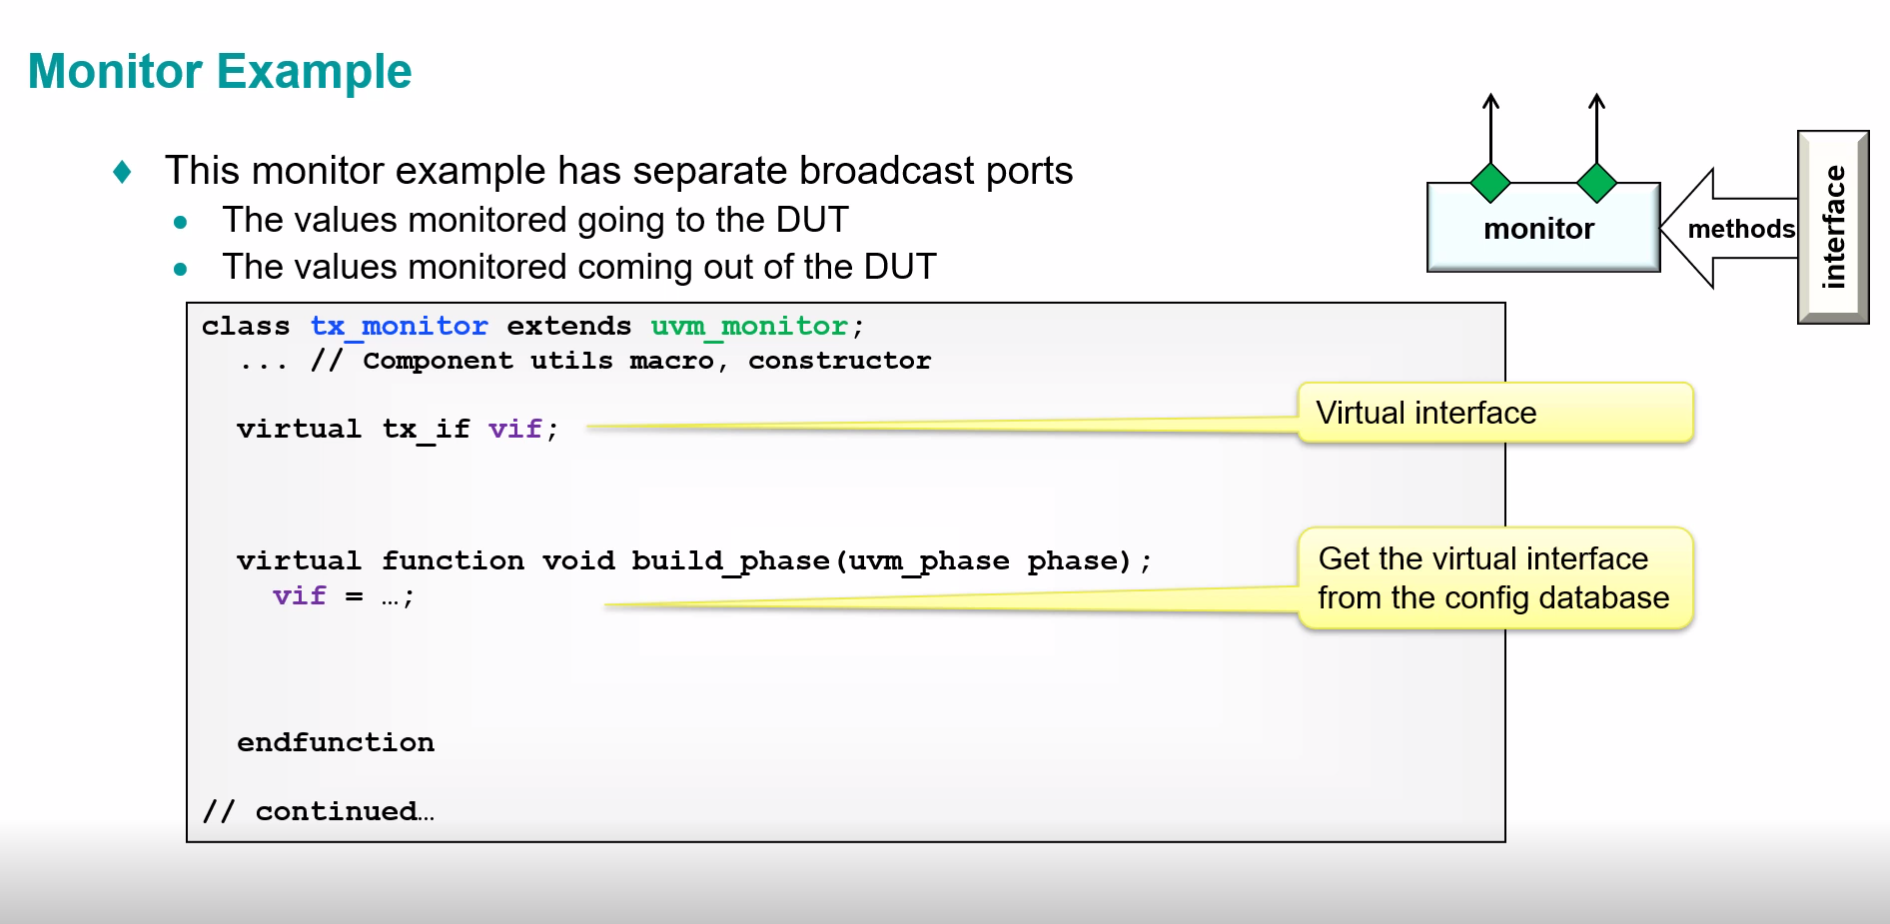 Monitor Example
This monitor example has separate broadcast ports
The values monitored going to the DUT
The values monitored coming out of the DUT
monitor
methods
interface
class tx_monitor extends uvm_monitor;
... // Component utils macro, constructor
virtual tx_if vif;
Virtual interface
virtual function void build_phase(uvm_phase phase);
vif = …;
Get the virtual interface
from the config database
endfunction
// continued…